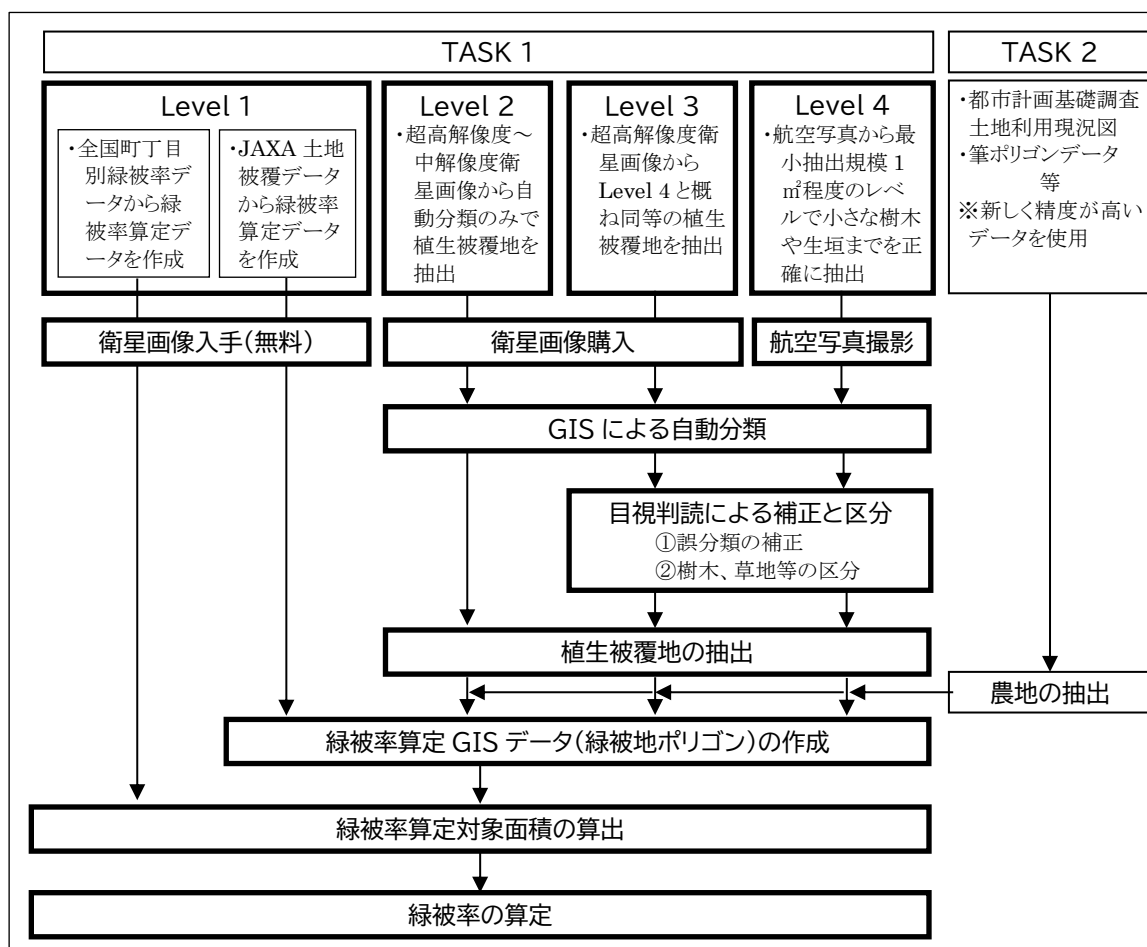 TASK 1
TASK 2
Level 1
・全国町丁目
別緑被率デ
ータから緑
被率算定デ
ータを作成
・JAXA 土地
被覆データ
から緑被率
算定データ
を作成
Level 2
・超高解像度～
中解像度衛
星画像から自
動分類のみで
植生被覆地を
抽出
Level 3
・超高解像度衛
星画像から
Level 4 と概
ね同等の植生
被覆地を抽出
Level 4
・航空写真から最
小抽出規模 1
㎡程度のレベ
ルで小さな樹木
や生垣までを正
確に抽出
・都市計画基礎調査
土地利用現況図
・筆ポリゴンデータ
等
※新しく精度が高い
データを使用
衛星画像入手(無料)
衛星画像購入
航空写真撮影
GIS による自動分類
目視判読による補正と区分
①誤分類の補正
②樹木、草地等の区分
植生被覆地の抽出
農地の抽出
緑被率算定 GIS データ(緑被地ポリゴン)の作成
緑被率算定対象面積の算出
緑被率の算定